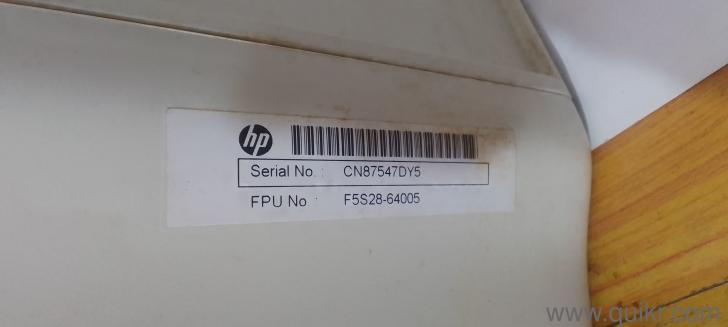 hp
Serial No. : CN87547DY5
FPU No : F5S28-64005
www.quikr.com